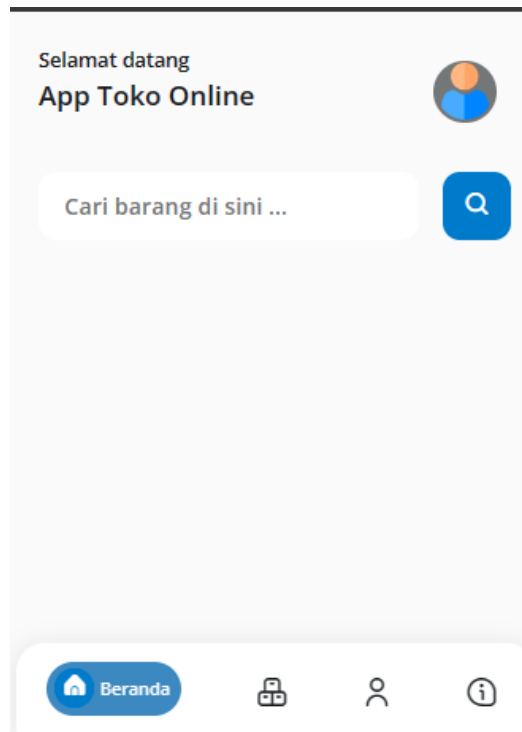 Selamat datang
App Toko Online
Cari barang di sini ...
Beranda